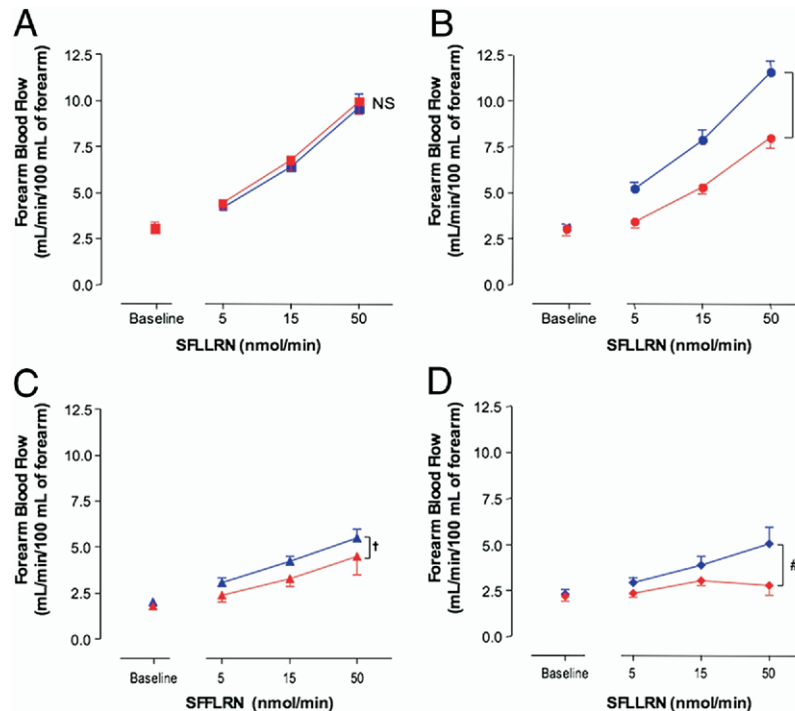 A
Forearm Blood Flow
(mL/min/100 mL of forearm)
12.5
10.0
7.5
5.0
2.5
0.0
NS
Baseline
5
15
50
SFLLRN (nmol/min)
B
Forearm Blood Flow
(mL/min/100 mL of forearm)
12.5
10.0
7.5
5.0
2.5
0.0
Baseline
5
15
50
SFLLRN (nmol/min)
C
Forearm Blood Flow
(mL/min/100 mL of forearm)
12.5
10.0
7.5
5.0
2.5
0.0
†
Baseline
5
15
50
SFFLRN (nmol/min)
D
Forearm Blood Flow
(mL/min/100 mL of forearm)
12.5
10.0
7.5
5.0
2.5
0.0
#
Baseline
5
15
50
SFLLRN (nmol/min)